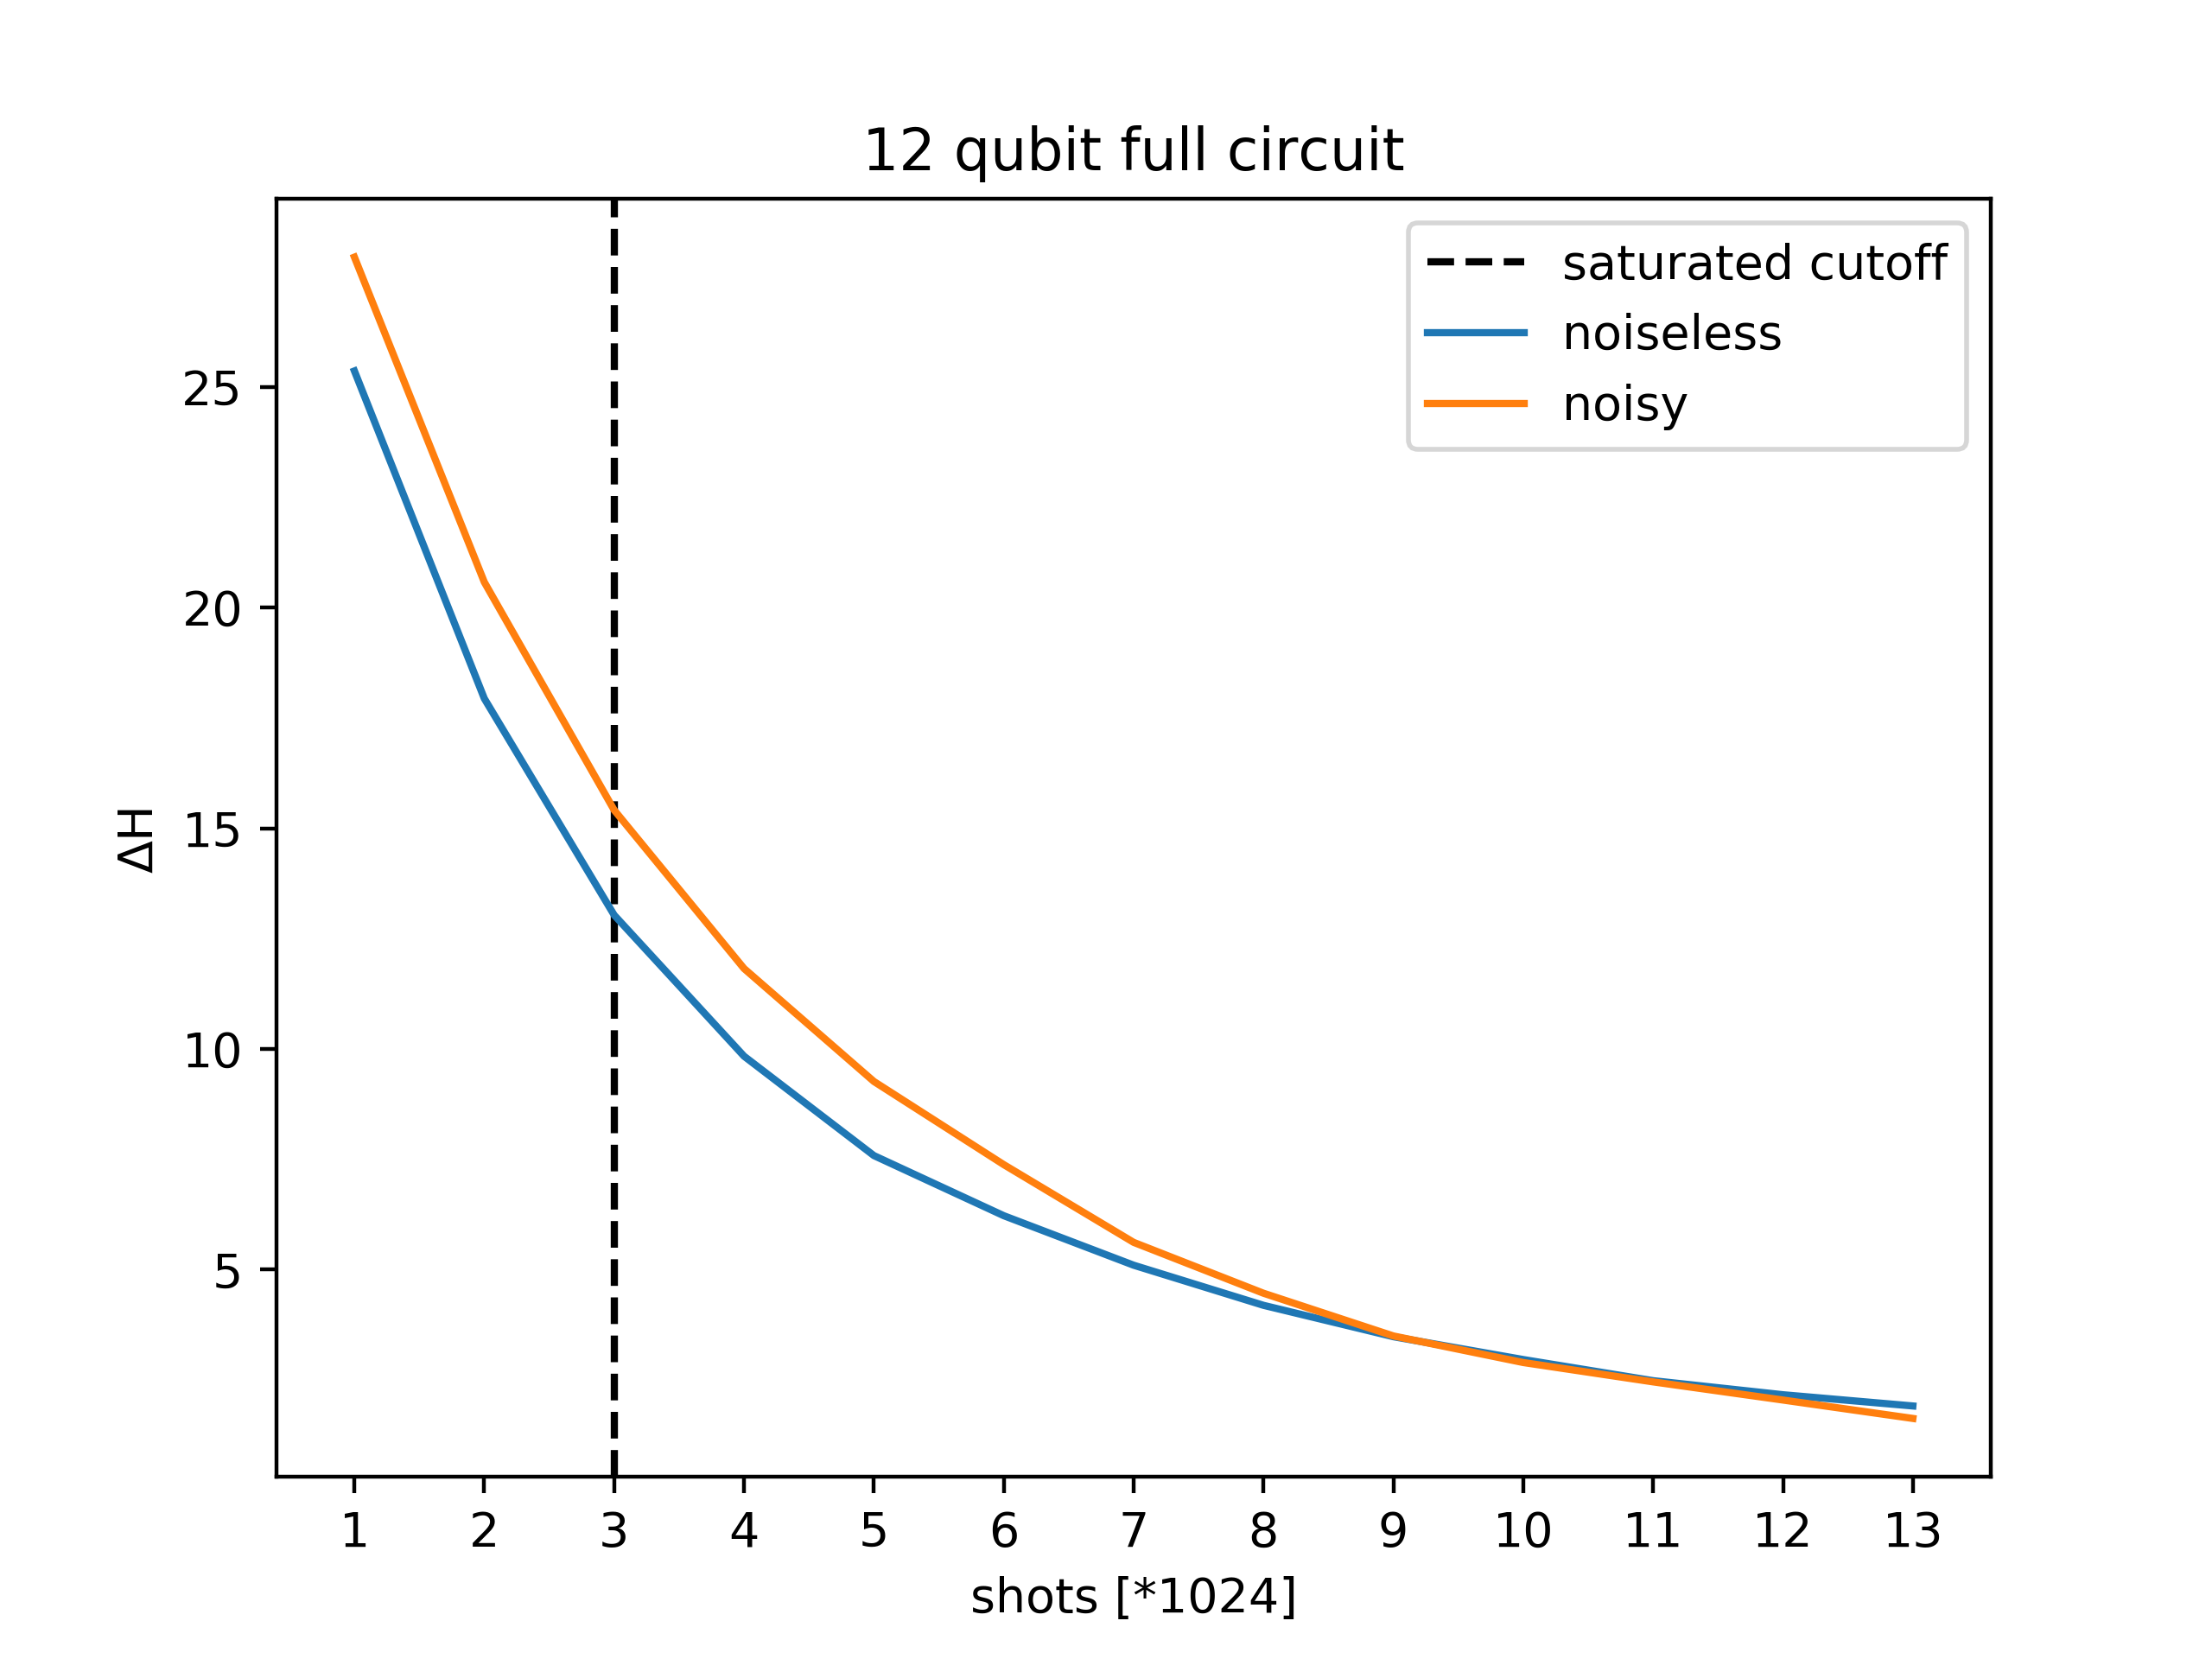 12 qubit full circuit
saturated cutoff
noiseless
noisy
25
20
15
10
5
ΔH
1 2 3 4 5 6 7 8 9 10 11 12 13
shots [*1024]